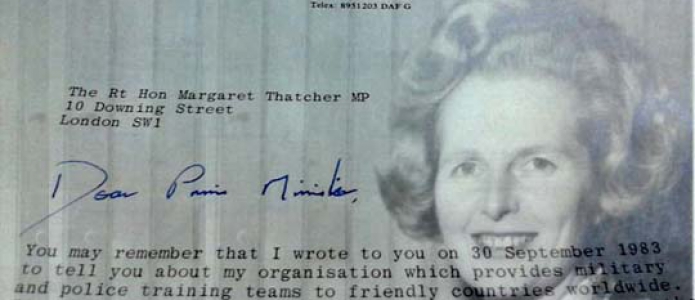 Telex: 8951203 DAF G
The Rt Hon Margaret Thatcher MP
10 Downing Street
London SW1
Dear Prime Minister,
You may remember that I wrote to you on 30 September 1983
to tell you about my organisation which provides military
and police training teams to friendly countries worldwide.